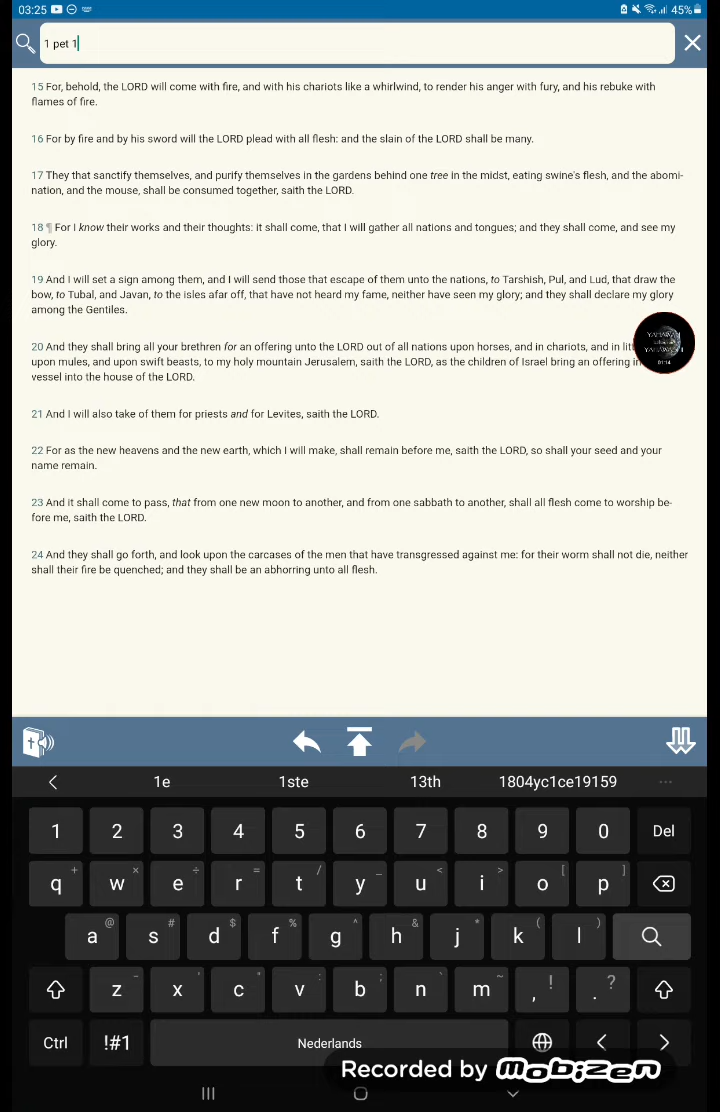 03:25 45%
1 pet 1
15 For, behold, the LORD will come with fire, and with his chariots like a whirlwind, to render his anger with fury, and his rebuke with
flames of fire.
16 For by fire and by his sword will the LORD plead with all flesh: and the slain of the LORD shall be many.
17 They that sanctify themselves, and purify themselves in the gardens behind one tree in the midst, eating swine's flesh, and the abomi-
nation, and the mouse, shall be consumed together, saith the LORD.
18 ¶ For I know their works and their thoughts: it shall come, that I will gather all nations and tongues; and they shall come, and see my
glory.
19 And I will set a sign among them, and I will send those that escape of them unto the nations, to Tarshish, Pul, and Lud, that draw the
bow, to Tubal, and Javan, to the isles afar off, that have not heard my fame, neither have seen my glory; and they shall declare my glory
among the Gentiles.
20 And they shall bring all your brethren for an offering unto the LORD out of all nations upon horses, and in chariots, and in lit
upon mules, and upon swift beasts, to my holy mountain Jerusalem, saith the LORD, as the children of Israel bring an offering in
vessel into the house of the LORD.
YAHAWAH
YAHAWASHI
01:14
21 And I will also take of them for priests and for Levites, saith the LORD.
22 For as the new heavens and the new earth, which I will make, shall remain before me, saith the LORD, so shall your seed and your
name remain.
23 And it shall come to pass, that from one new moon to another, and from one sabbath to another, shall all flesh come to worship be-
fore me, saith the LORD.
24 And they shall go forth, and look upon the carcases of the men that have transgressed against me: for their worm shall not die, neither
shall their fire be quenched; and they shall be an abhorring unto all flesh.
1e 1ste 13th 1804yc1ce19159 ...
1 2 3 4 5 6 7 8 9 0 Del
q + w × e ÷ r = t / y _ u < i > o [ p ]
a @ s # d $ f % g ^ h & j * k ( l )
z - x ' c " v : b ; n ` m ~ , ! . ?
Ctrl !#1 Nederlands < >
Recorded by mobizen